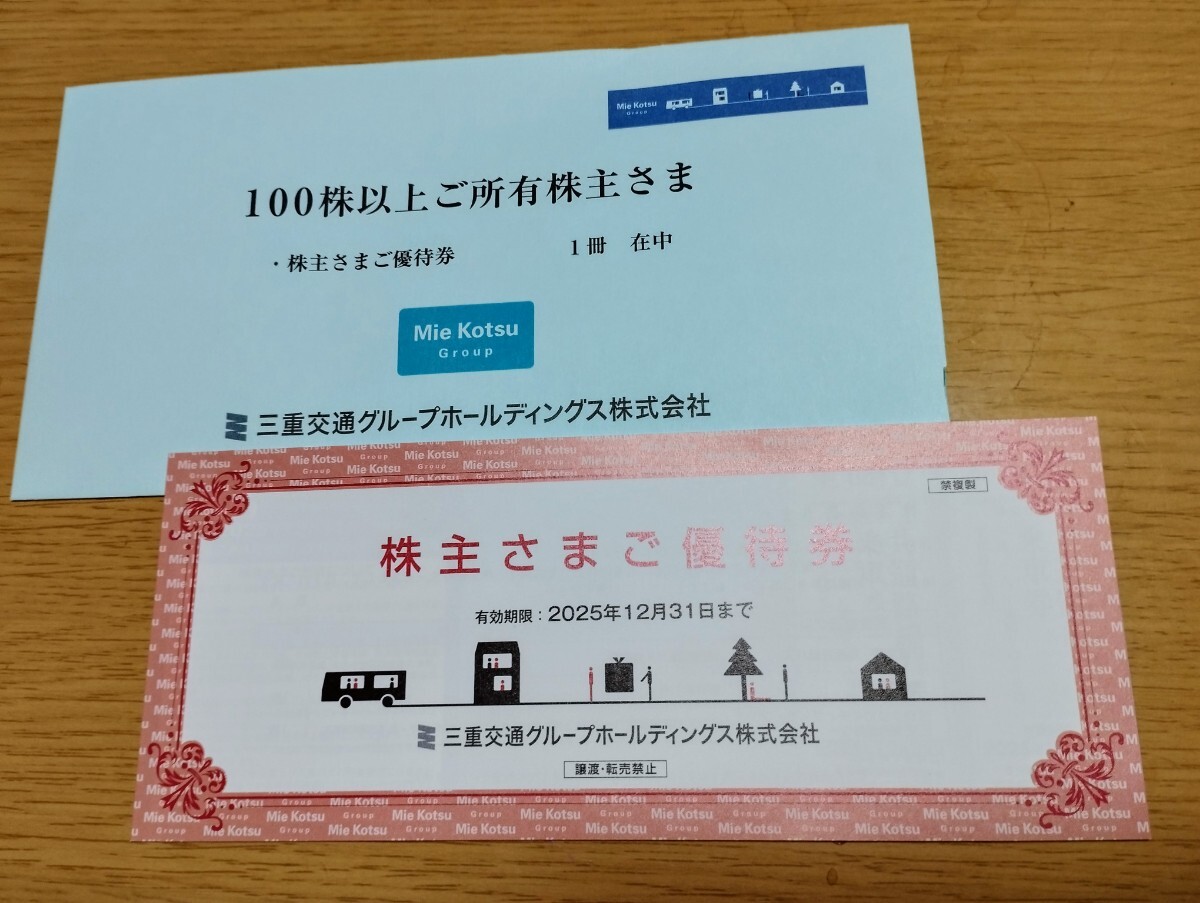 Mie Kotsu
Group
100株以上ご所有株主さま
・株主さまご優待券 1冊 在中
Mie Kotsu
Group
三重交通グループホールディングス株式会社
禁複製
株主さまご優待券
有効期限：2025年12月31日まで
三重交通グループホールディングス株式会社
譲渡・転売禁止